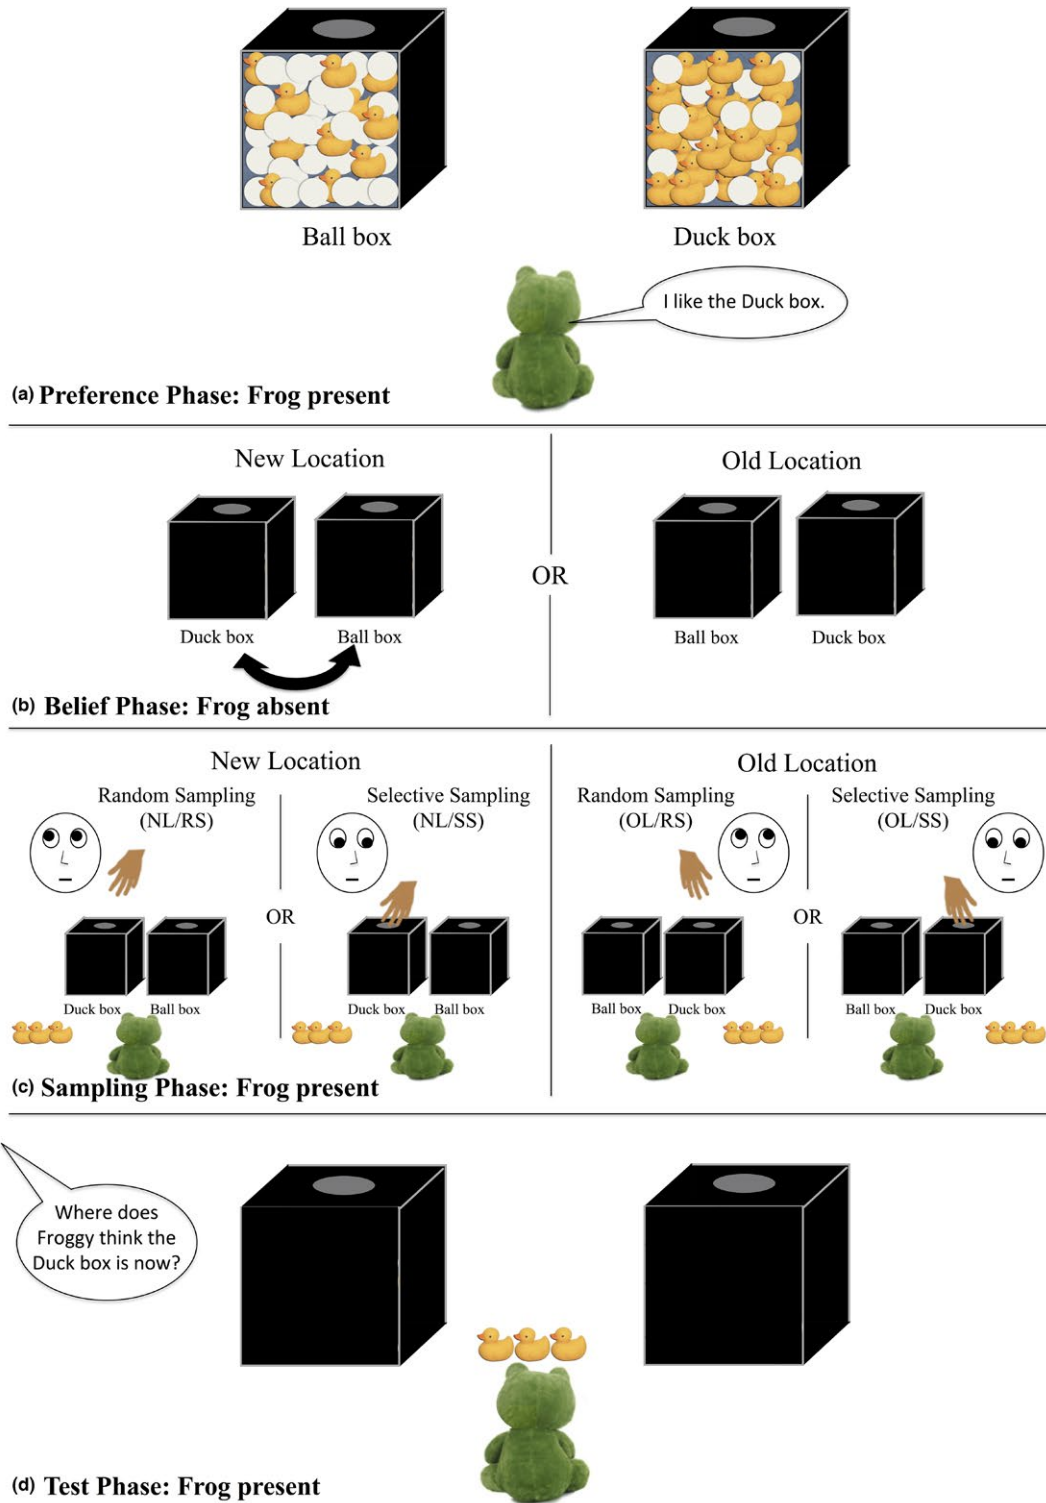 Ball box
Duck box
I like the Duck box.
(a) Preference Phase: Frog present
New Location
Old Location
OR
Duck box
Ball box
Ball box
Duck box
(b) Belief Phase: Frog absent
New Location
Old Location
Random Sampling
(NL/RS)
Selective Sampling
(NL/SS)
Random Sampling
(OL/RS)
Selective Sampling
(OL/SS)
OR
OR
Duck box
Ball box
Duck box
Ball box
Ball box
Duck box
Ball box
Duck box
(c) Sampling Phase: Frog present
Where does
Froggy think the
Duck box is now?
(d) Test Phase: Frog present